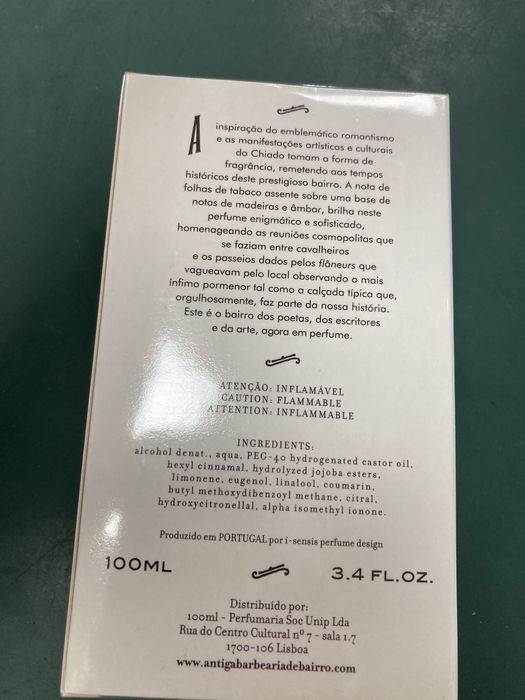 A inspiração do emblemático romantismo
e as manifestações artísticas e culturais
do Chiado tomam a forma de
fragrância, remetendo aos tempos
históricos deste prestigioso bairro. A nota de
folhas de tabaco assente sobre uma base de
notas de madeiras e âmbar, brilha neste
perfume enigmático e sofisticado,
homenageando as reuniões cosmopolitas que
se faziam entre cavalheiros
e os passeios dados pelos flâneurs que
vagueavam pelo local observando o mais
ínfimo pormenor tal como a calçada típica que,
orgulhosamente, faz parte da nossa história.
Este é o bairro dos poetas, dos escritores
e da arte, agora em perfume.
ATENÇÃO: INFLAMÁVEL
CAUTION: FLAMMABLE
ATTENTION: INFLAMMABLE
INGREDIENTS:
alcohol denat., aqua, PEG-40 hydrogenated castor oil,
hexyl cinnamal, hydrolyzed jojoba esters,
limonene, eugenol, linalool, coumarin,
butyl methoxydibenzoyl methane, citral,
hydroxycitronellal, alpha isomethyl ionone.
Produzido em PORTUGAL por i-sensis perfume design
100ML 3.4 FL.OZ.
Distribuído por:
100ml - Perfumaria Soc Unip Lda
Rua do Centro Cultural nº 7 - sala 1.7
1700-106 Lisboa
www.antigabarbeariadebairro.com